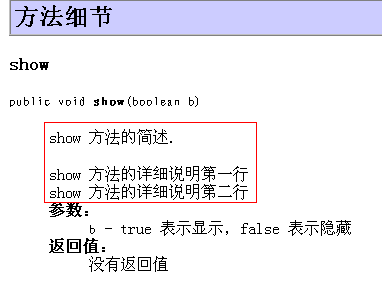 方法细节
show
public void show(boolean b)
show 方法的简述.
show 方法的详细说明第一行
show 方法的详细说明第二行
参数:
b - true 表示显示，false 表示隐藏
返回值:
没有返回值